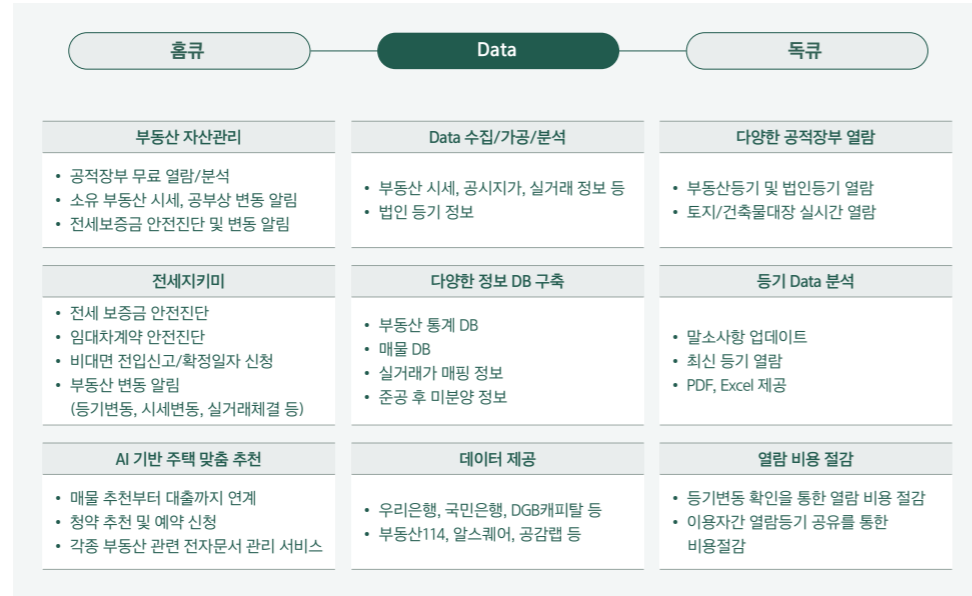 홈큐
Data
독큐
부동산 자산관리
• 공적장부 무료 열람/분석
• 소유 부동산 시세, 공부상 변동 알림
• 전세보증금 안전진단 및 변동 알림
Data 수집/가공/분석
• 부동산 시세, 공시지가, 실거래 정보 등
• 법인 등기 정보
다양한 공적장부 열람
• 부동산등기 및 법인등기 열람
• 토지/건축물대장 실시간 열람
전세지키미
• 전세 보증금 안전진단
• 임대차계약 안전진단
• 비대면 전입신고/확정일자 신청
• 부동산 변동 알림
(등기변동, 시세변동, 실거래체결 등)
다양한 정보 DB 구축
• 부동산 통계 DB
• 매물 DB
• 실거래가 매핑 정보
• 준공 후 미분양 정보
등기 Data 분석
• 말소사항 업데이트
• 최신 등기 열람
• PDF, Excel 제공
AI 기반 주택 맞춤 추천
• 매물 추천부터 대출까지 연계
• 청약 추천 및 예약 신청
• 각종 부동산 관련 전자문서 관리 서비스
데이터 제공
• 우리은행, 국민은행, DGB캐피탈 등
• 부동산114, 알스퀘어, 공감랩 등
열람 비용 절감
• 등기변동 확인을 통한 열람 비용 절감
• 이용자간 열람등기 공유를 통한
비용절감